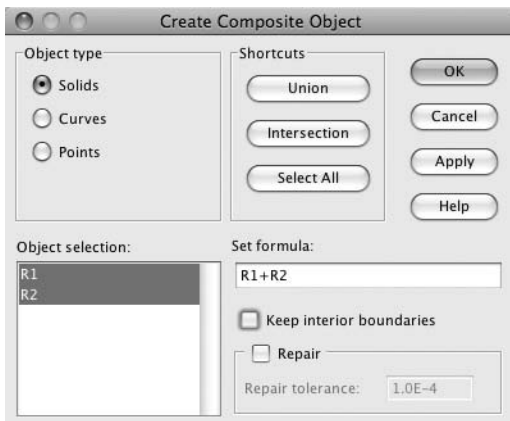 Create Composite Object
Object type
Solids
Curves
Points
Shortcuts
Union
Intersection
Select All
OK
Cancel
Apply
Help
Object selection:
R1
R2
Set formula:
R1+R2
Keep interior boundaries
Repair
Repair tolerance: 1.0E-4